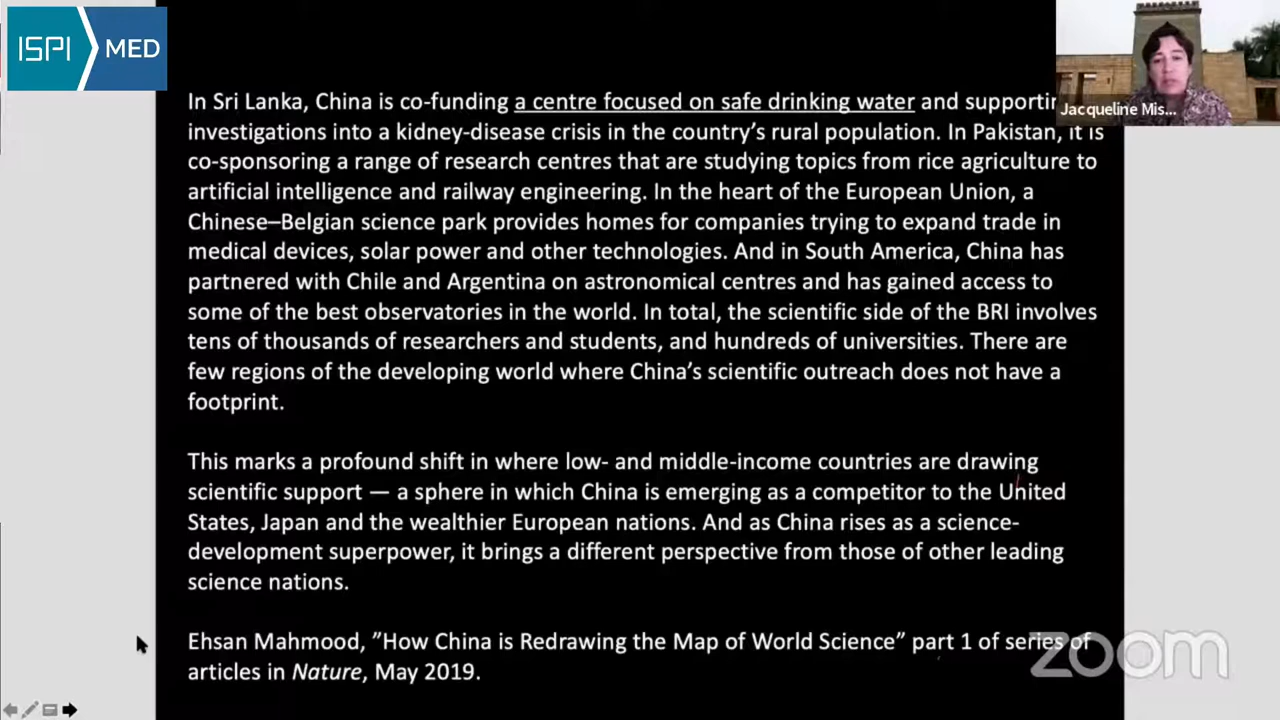 ISPI MED
Jacqueline Mis...
In Sri Lanka, China is co-funding a centre focused on safe drinking water and supportin
investigations into a kidney-disease crisis in the country's rural population. In Pakistan, it is
co-sponsoring a range of research centres that are studying topics from rice agriculture to
artificial intelligence and railway engineering. In the heart of the European Union, a
Chinese–Belgian science park provides homes for companies trying to expand trade in
medical devices, solar power and other technologies. And in South America, China has
partnered with Chile and Argentina on astronomical centres and has gained access to
some of the best observatories in the world. In total, the scientific side of the BRI involves
tens of thousands of researchers and students, and hundreds of universities. There are
few regions of the developing world where China's scientific outreach does not have a
footprint.
This marks a profound shift in where low- and middle-income countries are drawing
scientific support — a sphere in which China is emerging as a competitor to the United
States, Japan and the wealthier European nations. And as China rises as a science-
development superpower, it brings a different perspective from those of other leading
science nations.
Ehsan Mahmood, ”How China is Redrawing the Map of World Science” part 1 of series of
articles in Nature, May 2019.
zoom